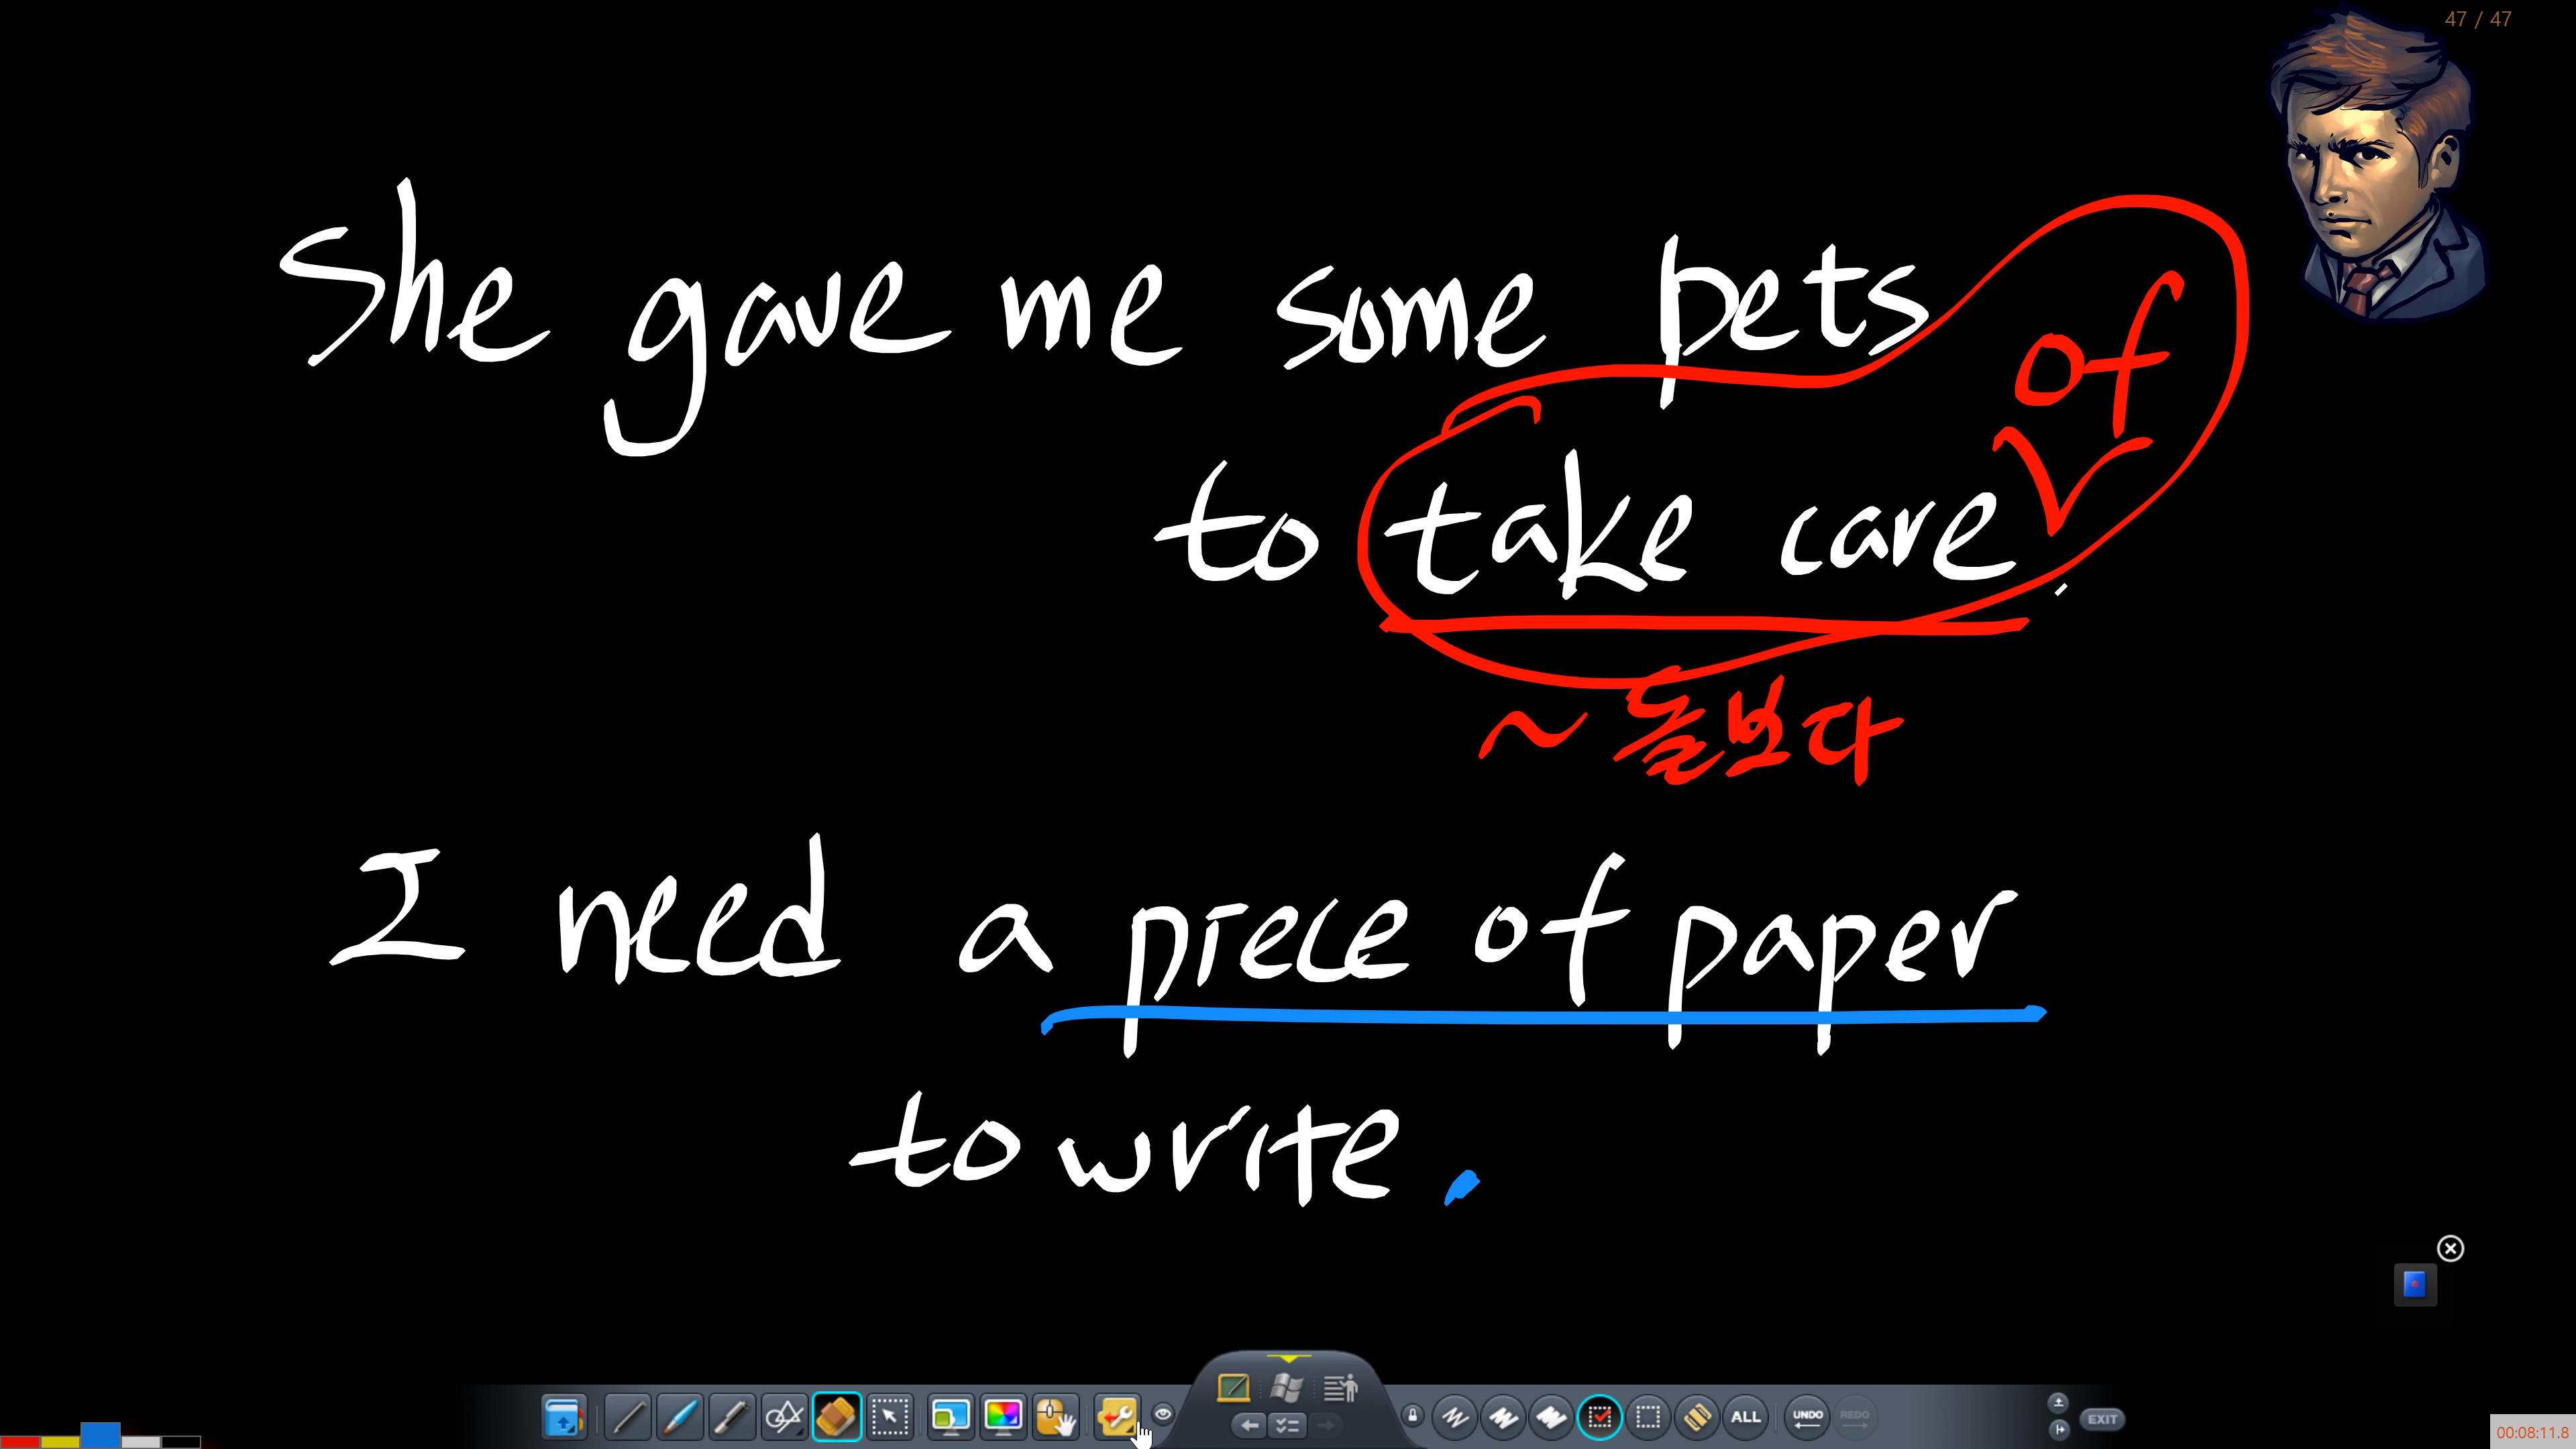 47 / 47
She gave me some pets
of
to take care.
~ 돌보다
I need a piece of paper
to write.
ALL
UNDO
REDO
EXIT
00:08:11.8